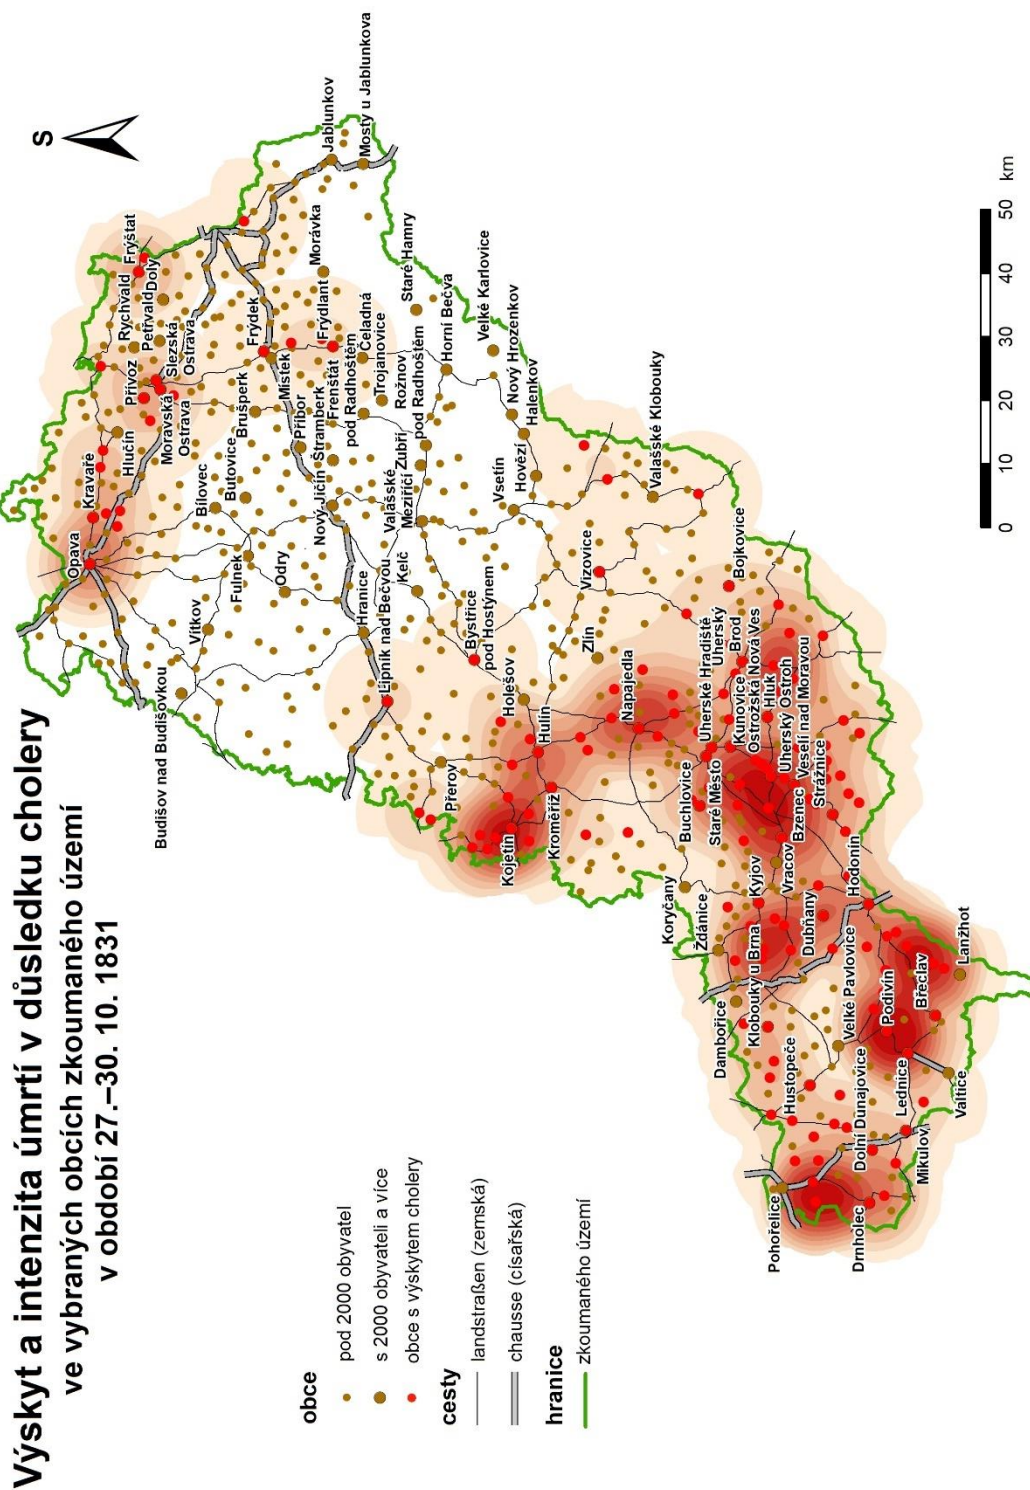 Výskyt a intenzita úmrtí v důsledku cholery
ve vybraných obcích zkoumaného území
v období 27.–30. 10. 1831
S
obce
pod 2000 obyvatel
s 2000 obyvateli a více
obce s výskytem cholery
cesty
landstraßen (zemská)
chausse (císařská)
hranice
zkoumaného území
Opava
Kravaře
Hlučín
Přívoz
Rychvald
Frýštat
Petřvald
Doly
Moravská
Ostrava
Slezská
Ostrava
Vítkov
Budišov nad Budišovkou
Bílovec
Butovice
Fulnek
Odry
Brušperk
Frýdek
Místek
Příbor
Štramberk
Nový Jičín
Frýdlant
Frenštát
pod Radhoštěm
Čeladná
Trojanovice
Morávka
Jablunkov
Mosty u Jablunkova
Staré Hamry
Hranice
Lipník nad Bečvou
Kelč
Valašské
Meziříčí
Zubří
Rožnov
pod Radhoštěm
Horní Bečva
Velké Karlovice
Nový Hrozenkov
Halenkov
Hovězí
Vsetín
Bystřice
pod Hostýnem
Přerov
Holešov
Hulín
Kojetín
Kroměříž
Zlín
Vizovice
Valašské Klobouky
Napajedla
Bojkovice
Uherské Hradiště
Uherský
Brod
Kunovice
Ostrožská Nová Ves
Hluk
Uherský Ostroh
Veselí nad Moravou
Buchlovice
Staré Město
Bzenec
Strážnice
Koryčany
Ždánice
Kyjov
Vracov
Dubňany
Hodonín
Dambořice
Klobouky u Brna
Velké Pavlovice
Podivín
Břeclav
Lanžhot
Hustopeče
Dolní Dunajovice
Lednice
Valtice
Mikulov
Pohořelice
Drnholec
0 10 20 30 40 50 km